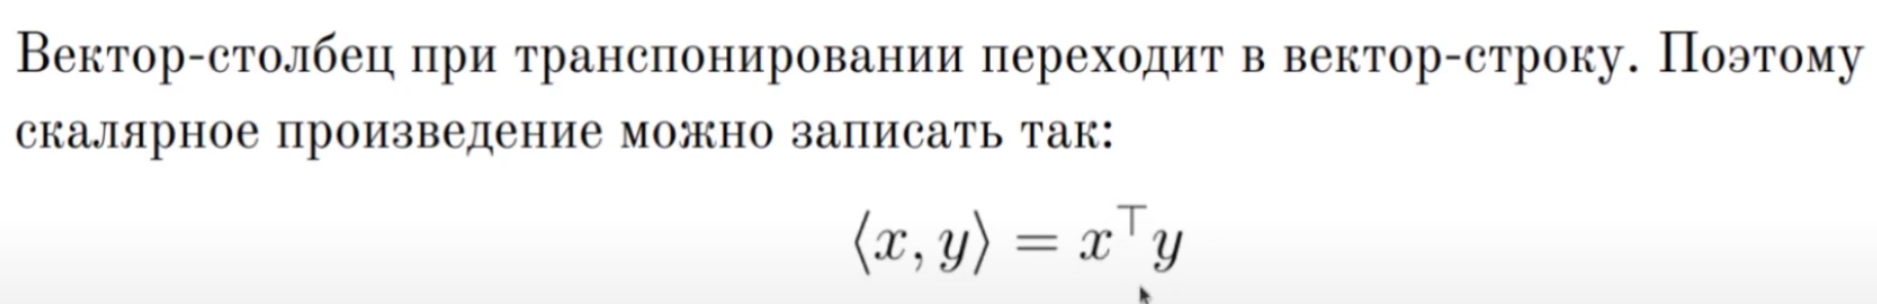 Вектор-столбец при транспонировании переходит в вектор-строку. Поэтому
скалярное произведение можно записать так:
⟨x, y⟩ = x⊤y